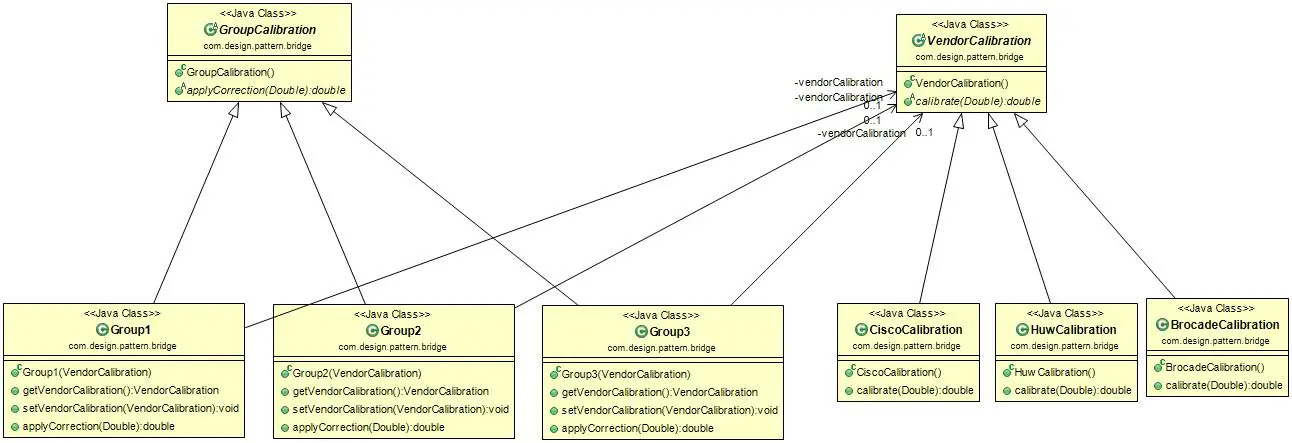 <<Java Class>>
GroupCalibration
com.design.pattern.bridge
GroupCalibration()
applyCorrection(Double):double
<<Java Class>>
VendorCalibration
com.design.pattern.bridge
VendorCalibration()
calibrate(Double):double
-vendorCalibration
-vendorCalibration
0..1
0..1
-vendorCalibration
0..1
<<Java Class>>
Group1
com.design.pattern.bridge
Group1(VendorCalibration)
getVendorCalibration():VendorCalibration
setVendorCalibration(VendorCalibration):void
applyCorrection(Double):double
<<Java Class>>
Group2
com.design.pattern.bridge
Group2(VendorCalibration)
getVendorCalibration():VendorCalibration
setVendorCalibration(VendorCalibration):void
applyCorrection(Double):double
<<Java Class>>
Group3
com.design.pattern.bridge
Group3(VendorCalibration)
getVendorCalibration():VendorCalibration
setVendorCalibration(VendorCalibration):void
applyCorrection(Double):double
<<Java Class>>
CiscoCalibration
com.design.pattern.bridge
CiscoCalibration()
calibrate(Double):double
<<Java Class>>
HuwCalibration
com.design.pattern.bridge
HuwCalibration()
calibrate(Double):double
<<Java Class>>
BrocadeCalibration
com.design.pattern.bridge
BrocadeCalibration()
calibrate(Double):double